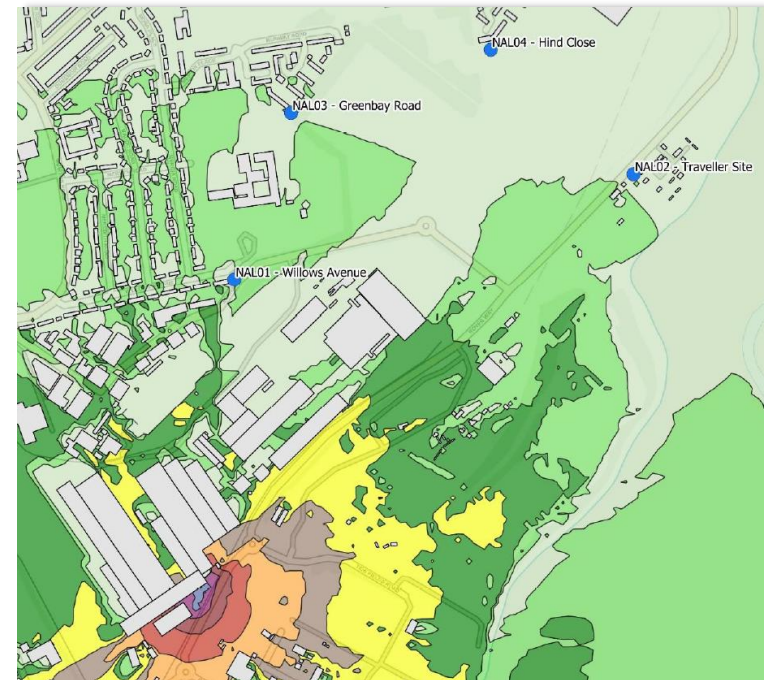 NAL04 - Hind Close
NAL03 - Greenbay Road
NAL02 - Traveller Site
NAL01 - Willows Avenue